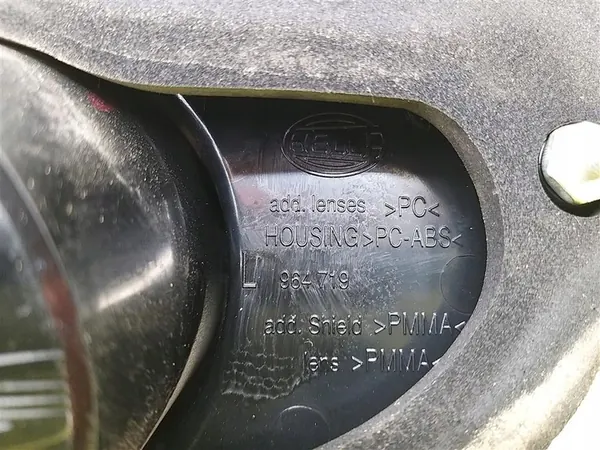 HELLA
add. lenses >PC<
HOUSING >PC-ABS<
L 964 719
add. Shield >PMMA<
lens >PMMA<